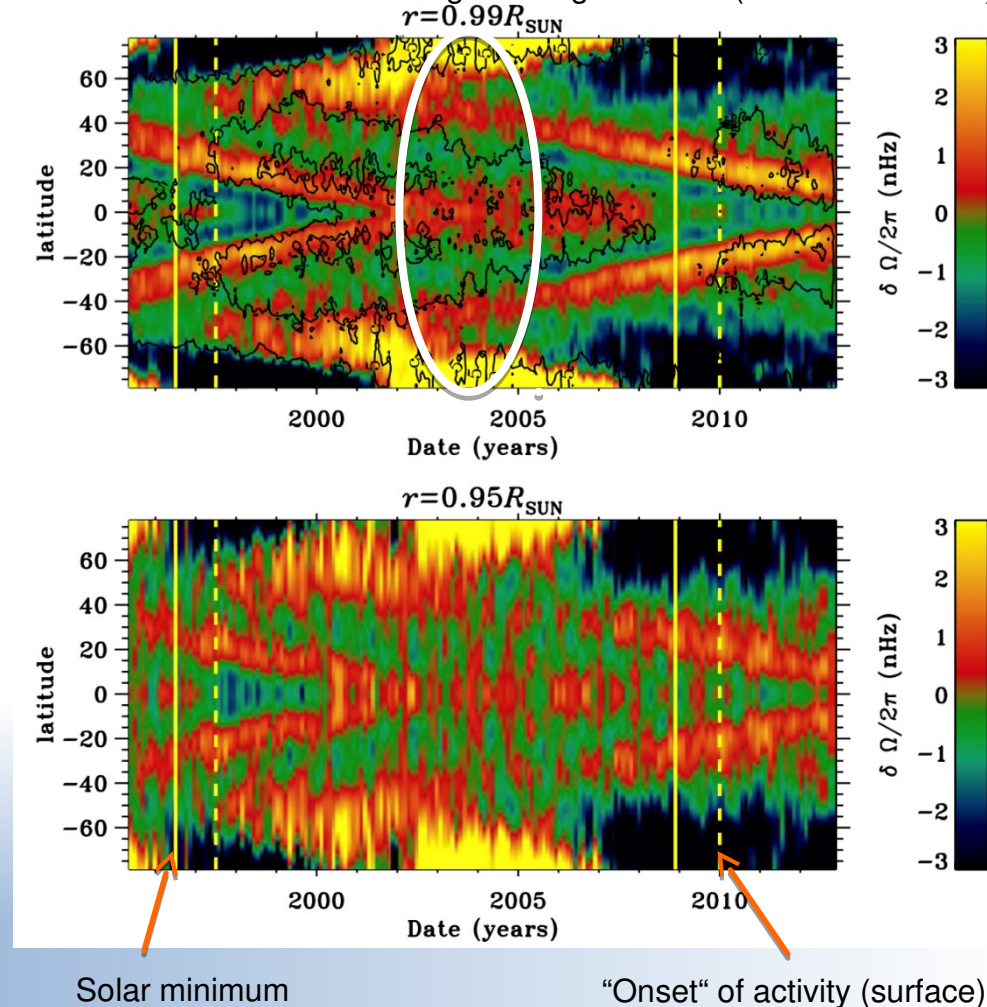 r=0.99R_SUN
60
40
20
0
−20
−40
−60
latitude
2000 2005 2010
Date (years)
3
2
1
0
−1
−2
−3
δ Ω/2π (nHz)
r=0.95R_SUN
60
40
20
0
−20
−40
−60
latitude
2000 2005 2010
Date (years)
3
2
1
0
−1
−2
−3
δ Ω/2π (nHz)
Solar minimum “Onset“ of activity (surface)